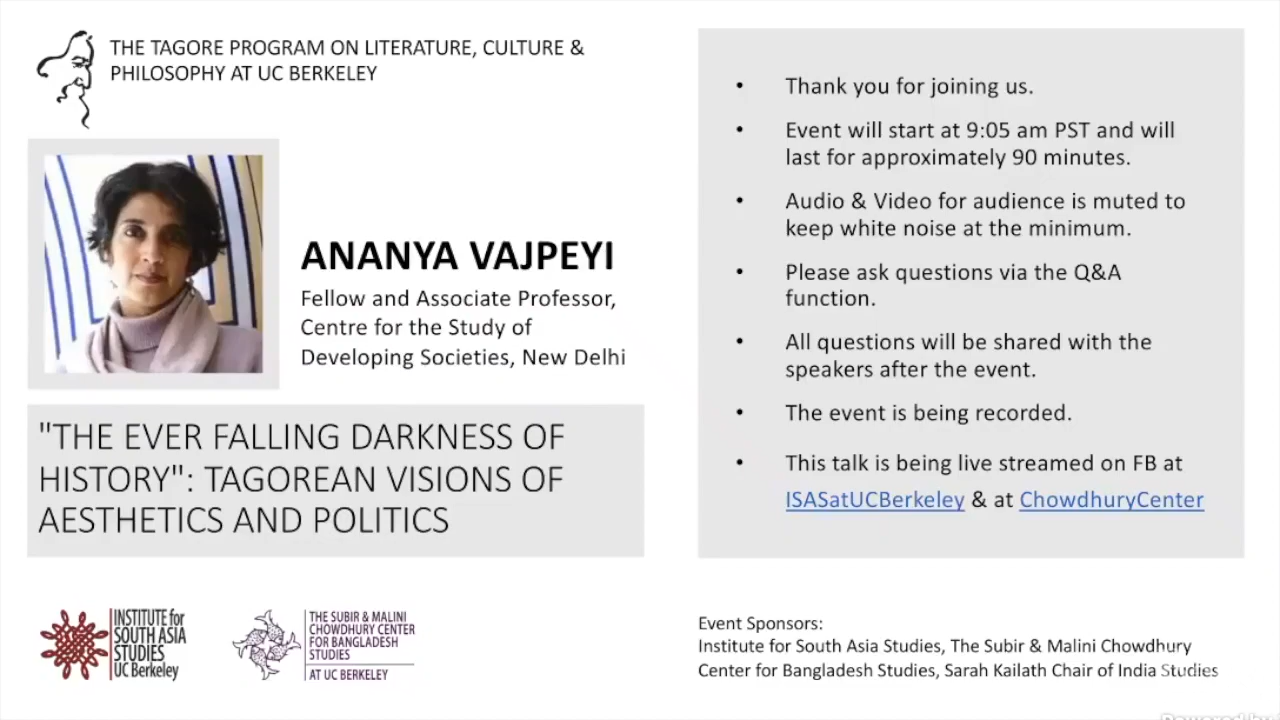 THE TAGORE PROGRAM ON LITERATURE, CULTURE &
PHILOSOPHY AT UC BERKELEY
ANANYA VAJPEYI
Fellow and Associate Professor,
Centre for the Study of
Developing Societies, New Delhi
"THE EVER FALLING DARKNESS OF
HISTORY": TAGOREAN VISIONS OF
AESTHETICS AND POLITICS
INSTITUTE for
SOUTH ASIA
STUDIES
UC Berkeley
THE SUBIR & MALINI
CHOWDHURY CENTER
FOR BANGLADESH
STUDIES
AT UC BERKELEY
• Thank you for joining us.
• Event will start at 9:05 am PST and will
last for approximately 90 minutes.
• Audio & Video for audience is muted to
keep white noise at the minimum.
• Please ask questions via the Q&A
function.
• All questions will be shared with the
speakers after the event.
• The event is being recorded.
• This talk is being live streamed on FB at
ISASatUCBerkeley & at ChowdhuryCenter
Event Sponsors:
Institute for South Asia Studies, The Subir & Malini Chowdhury
Center for Bangladesh Studies, Sarah Kailath Chair of India Studies